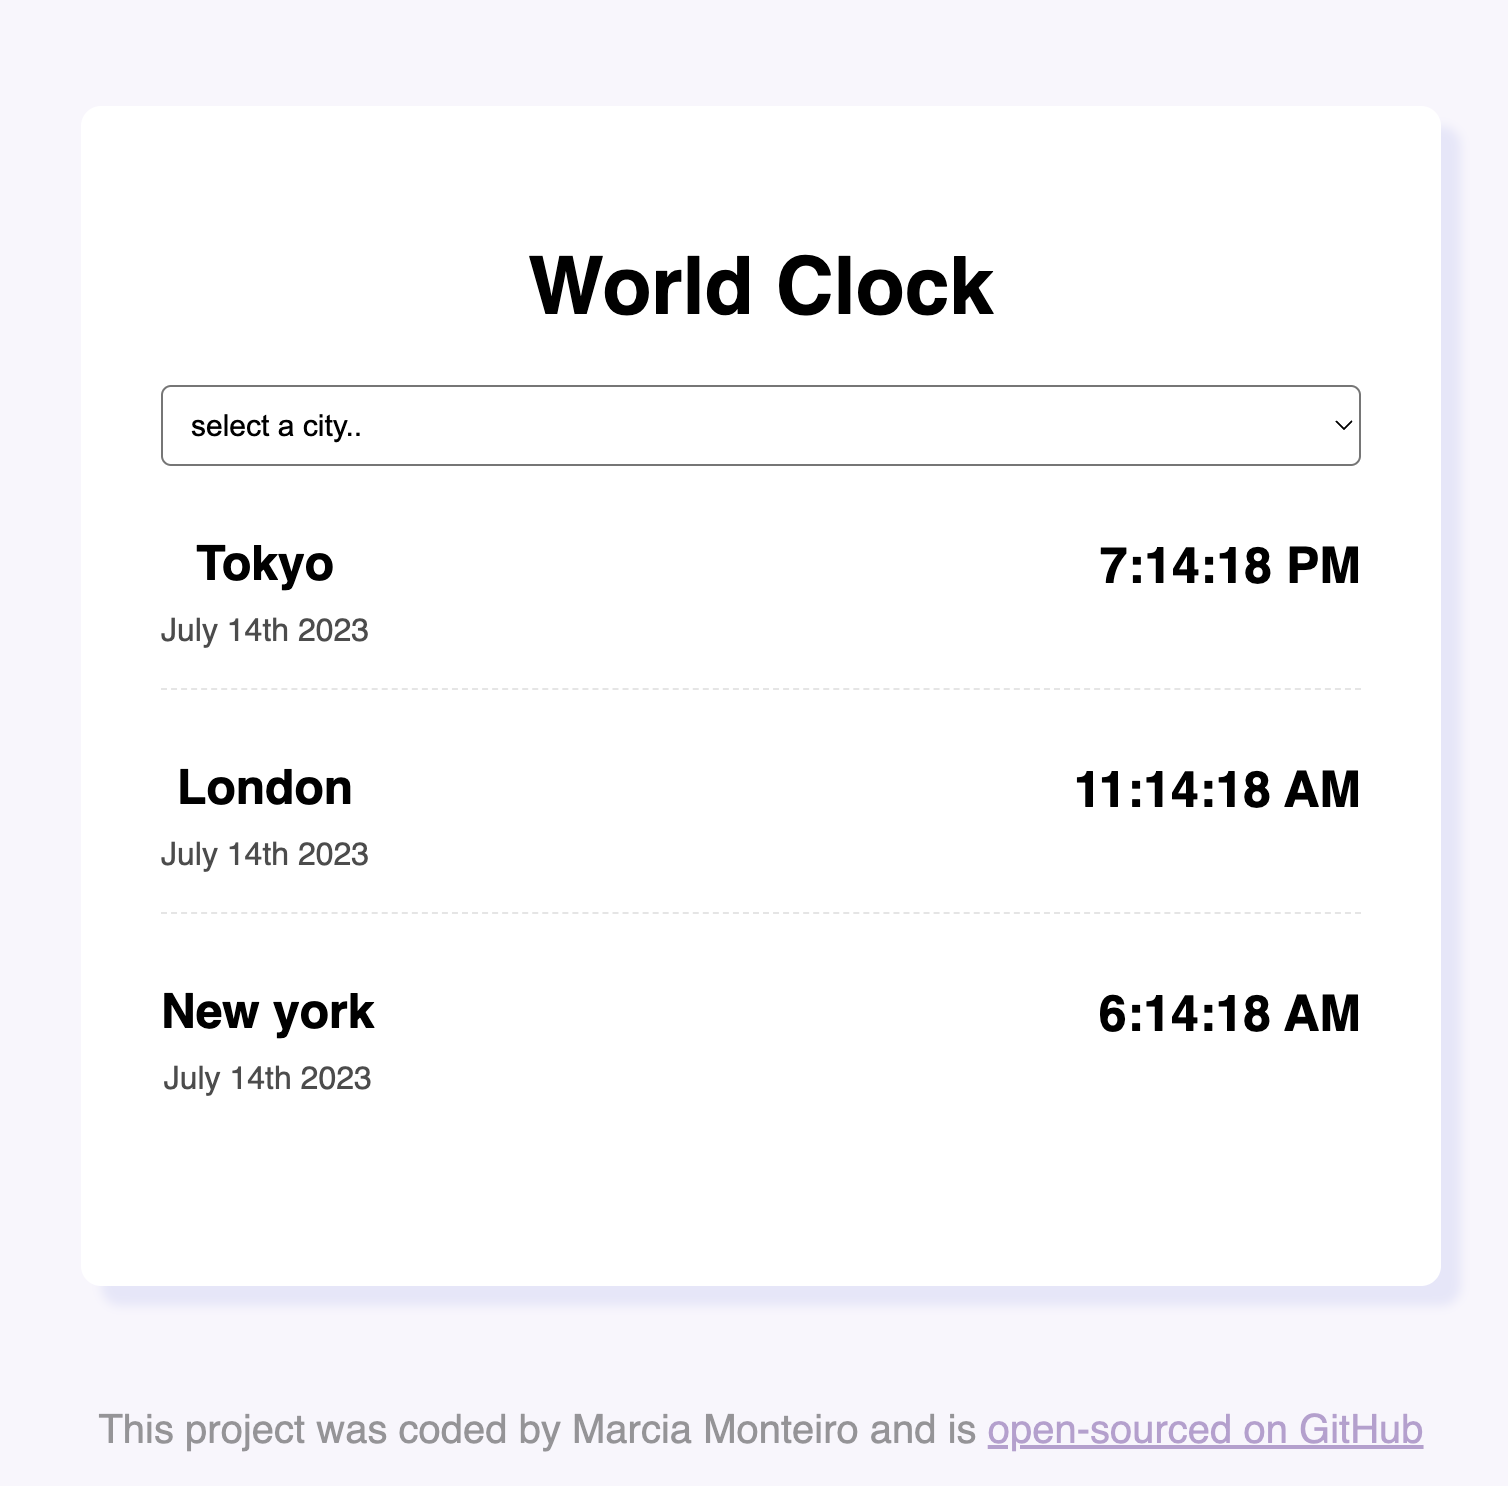 World Clock
select a city..
Tokyo 7:14:18 PM
July 14th 2023
London 11:14:18 AM
July 14th 2023
New york 6:14:18 AM
July 14th 2023
This project was coded by Marcia Monteiro and is open-sourced on GitHub